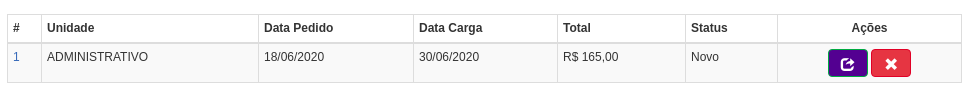 # Unidade Data Pedido Data Carga Total Status Ações
1 ADMINISTRATIVO 18/06/2020 30/06/2020 R$ 165,00 Novo